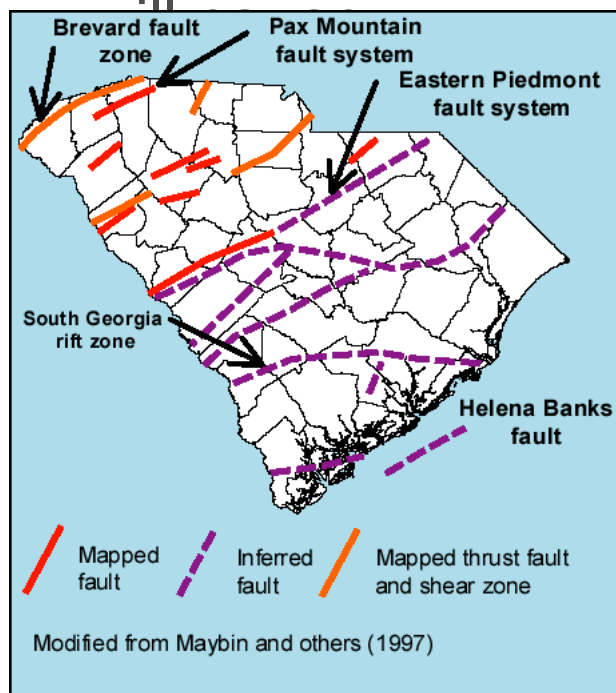 Brevard fault
zone
Pax Mountain
fault system
Eastern Piedmont
fault system
South Georgia
rift zone
Helena Banks
fault
Mapped
fault
Inferred
fault
Mapped thrust fault
and shear zone
Modified from Maybin and others (1997)